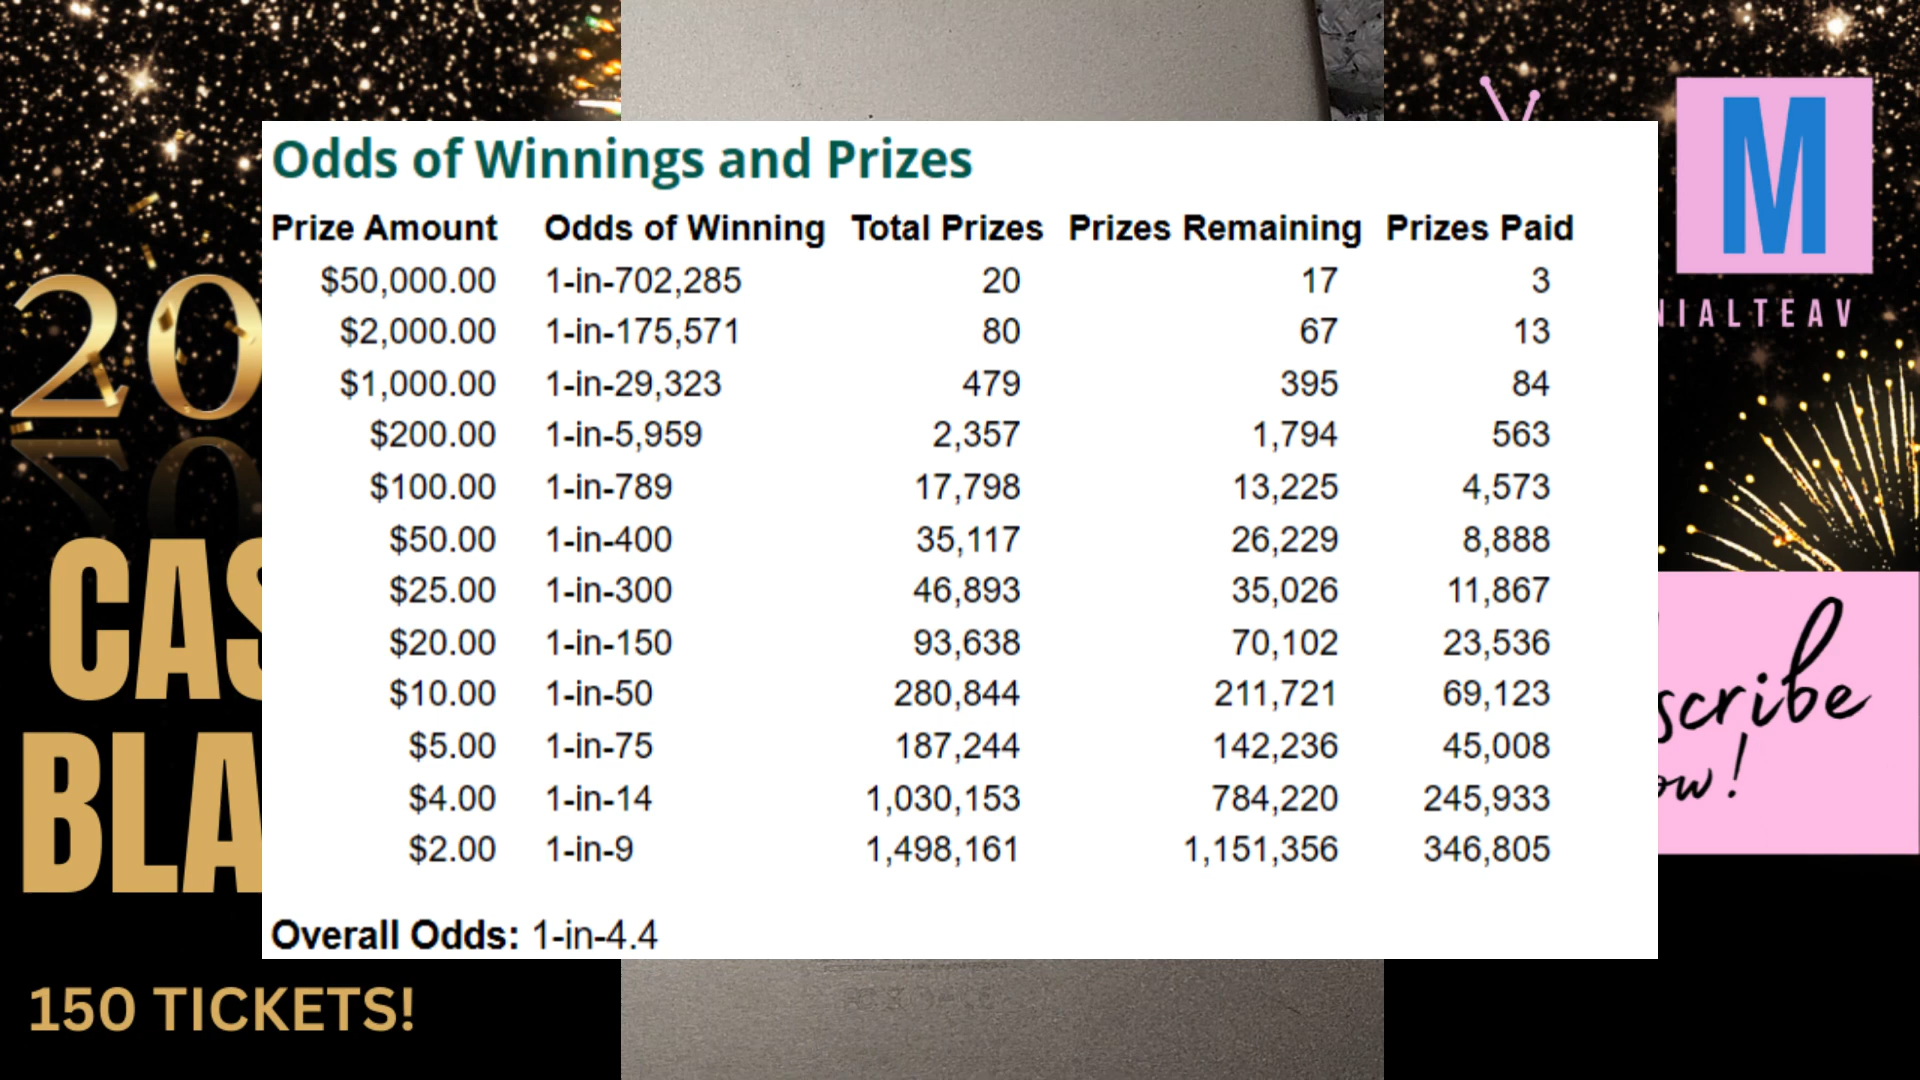 Odds of Winnings and Prizes
Prize Amount Odds of Winning Total Prizes Prizes Remaining Prizes Paid
$50,000.00 1-in-702,285 20 17 3
$2,000.00 1-in-175,571 80 67 13
$1,000.00 1-in-29,323 479 395 84
$200.00 1-in-5,959 2,357 1,794 563
$100.00 1-in-789 17,798 13,225 4,573
$50.00 1-in-400 35,117 26,229 8,888
$25.00 1-in-300 46,893 35,026 11,867
$20.00 1-in-150 93,638 70,102 23,536
$10.00 1-in-50 280,844 211,721 69,123
$5.00 1-in-75 187,244 142,236 45,008
$4.00 1-in-14 1,030,153 784,220 245,933
$2.00 1-in-9 1,498,161 1,151,356 346,805
Overall Odds: 1-in-4.4
20
CAS
BLA
150 TICKETS!
M
NIALTEAV
scribe
ow!